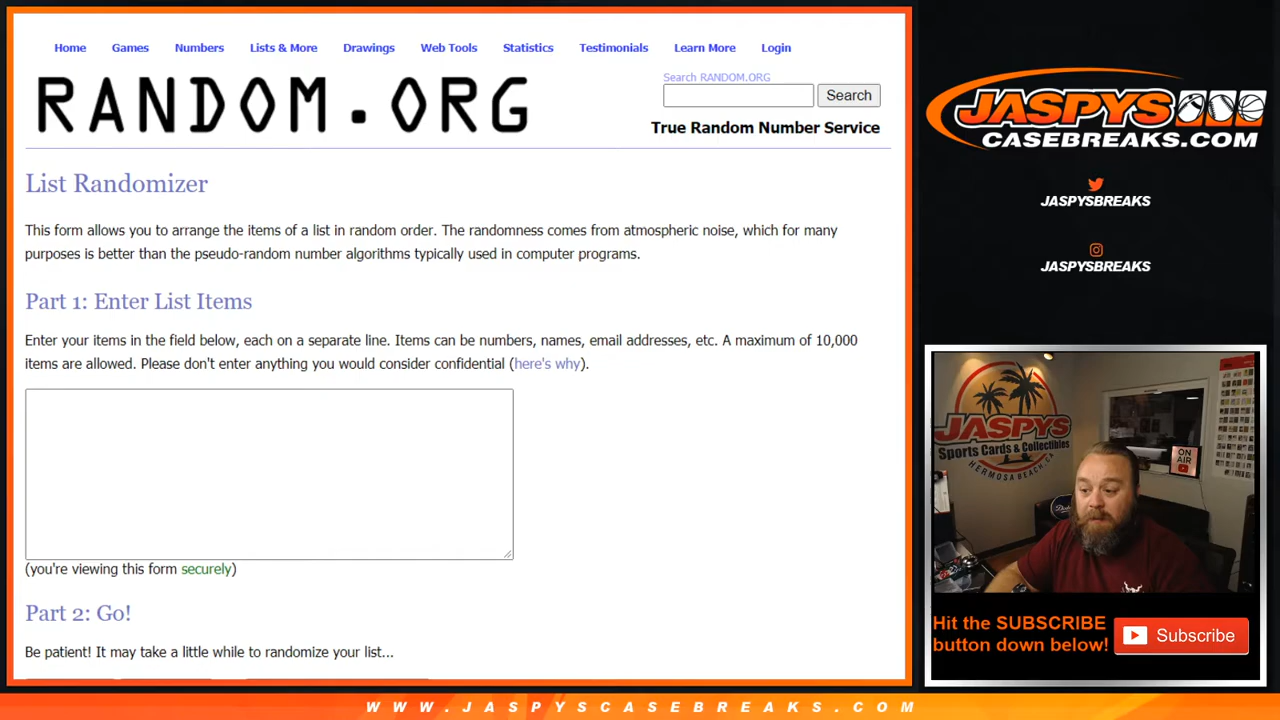 Home Games Numbers Lists & More Drawings Web Tools Statistics Testimonials Learn More Login
RANDOM.ORG
Search RANDOM.ORG
Search
True Random Number Service
List Randomizer
This form allows you to arrange the items of a list in random order. The randomness comes from atmospheric noise, which for many
purposes is better than the pseudo-random number algorithms typically used in computer programs.
Part 1: Enter List Items
Enter your items in the field below, each on a separate line. Items can be numbers, names, email addresses, etc. A maximum of 10,000
items are allowed. Please don't enter anything you would consider confidential (here's why).
(you're viewing this form securely)
Part 2: Go!
Be patient! It may take a little while to randomize your list...
JASPYS
CASEBREAKS.COM
JASPYSBREAKS
JASPYSBREAKS
JASPYS
Sports Cards & Collectibles
HERMOSA BEACH, CA
ON
AIR
Hit the SUBSCRIBE
button down below!
Subscribe
WWW.JASPYSCASEBREAKS.COM